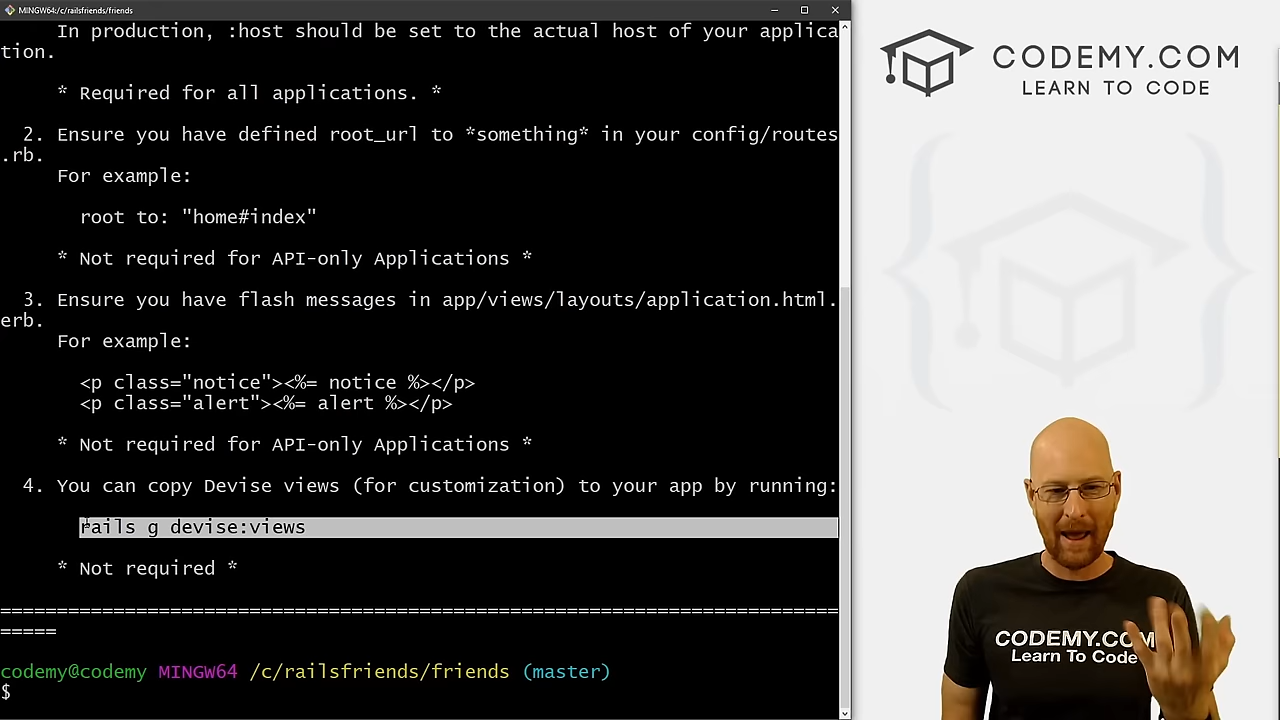 MINGW64:/c/railsfriends/friends
In production, :host should be set to the actual host of your applica
tion.
* Required for all applications. *
2. Ensure you have defined root_url to *something* in your config/routes
.rb.
For example:
root to: "home#index"
* Not required for API-only Applications *
3. Ensure you have flash messages in app/views/layouts/application.html.
erb.
For example:
<p class="notice"><%= notice %></p>
<p class="alert"><%= alert %></p>
* Not required for API-only Applications *
4. You can copy Devise views (for customization) to your app by running:
rails g devise:views
* Not required *
==========================================================================
=====
codemy@codemy MINGW64 /c/railsfriends/friends (master)
$
CODEMY.COM
LEARN TO CODE
CODEMY.COM
Learn To Code